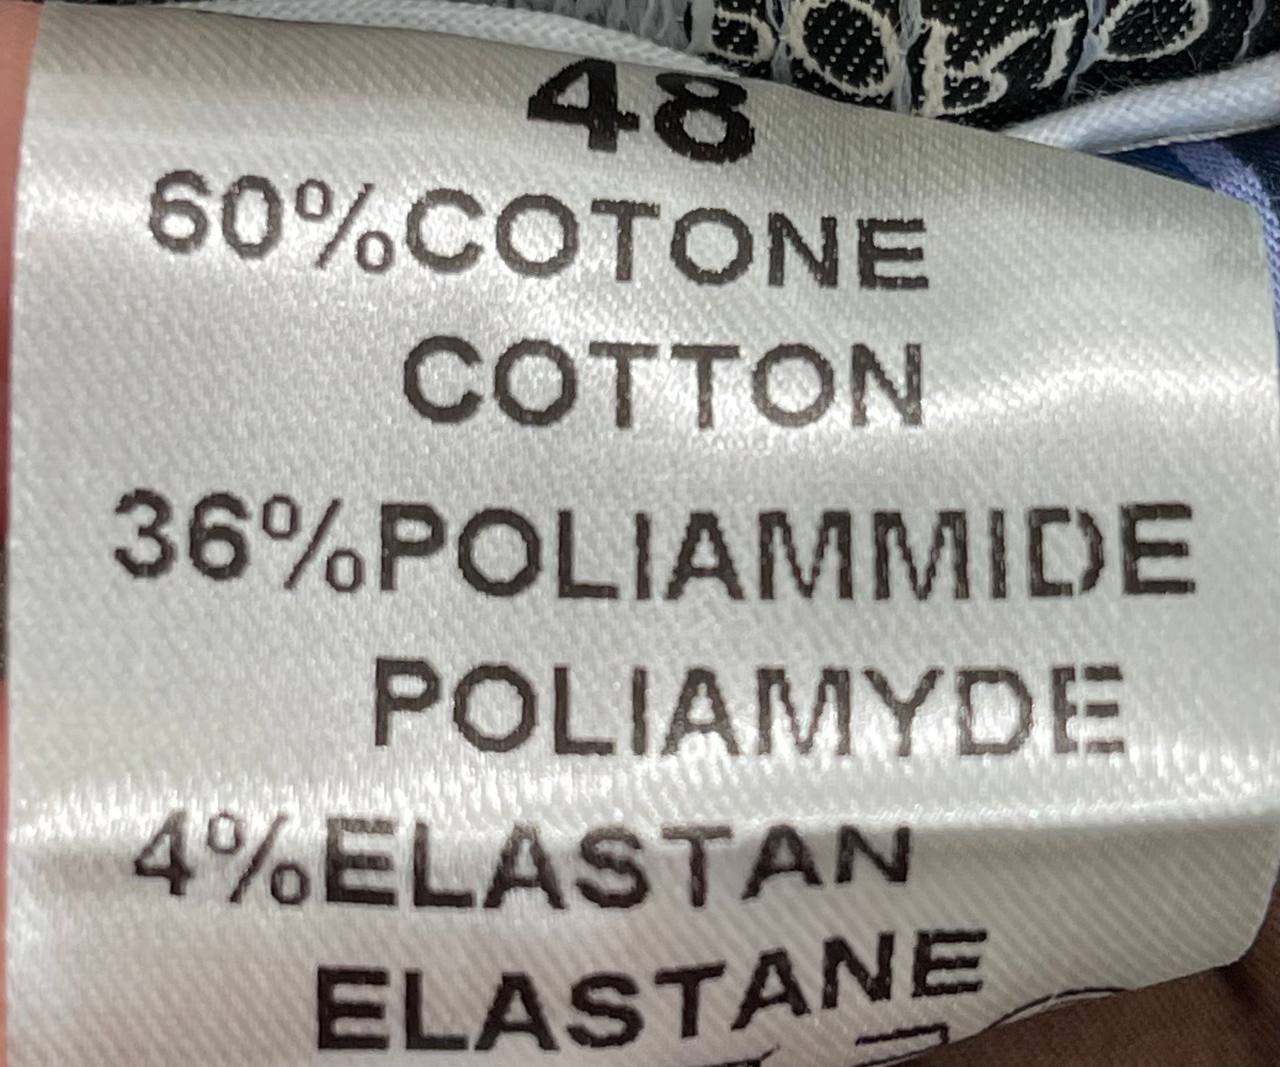 48
60%COTONE
COTTON
36%POLIAMMIDE
POLIAMYDE
4%ELASTAN
ELASTANE